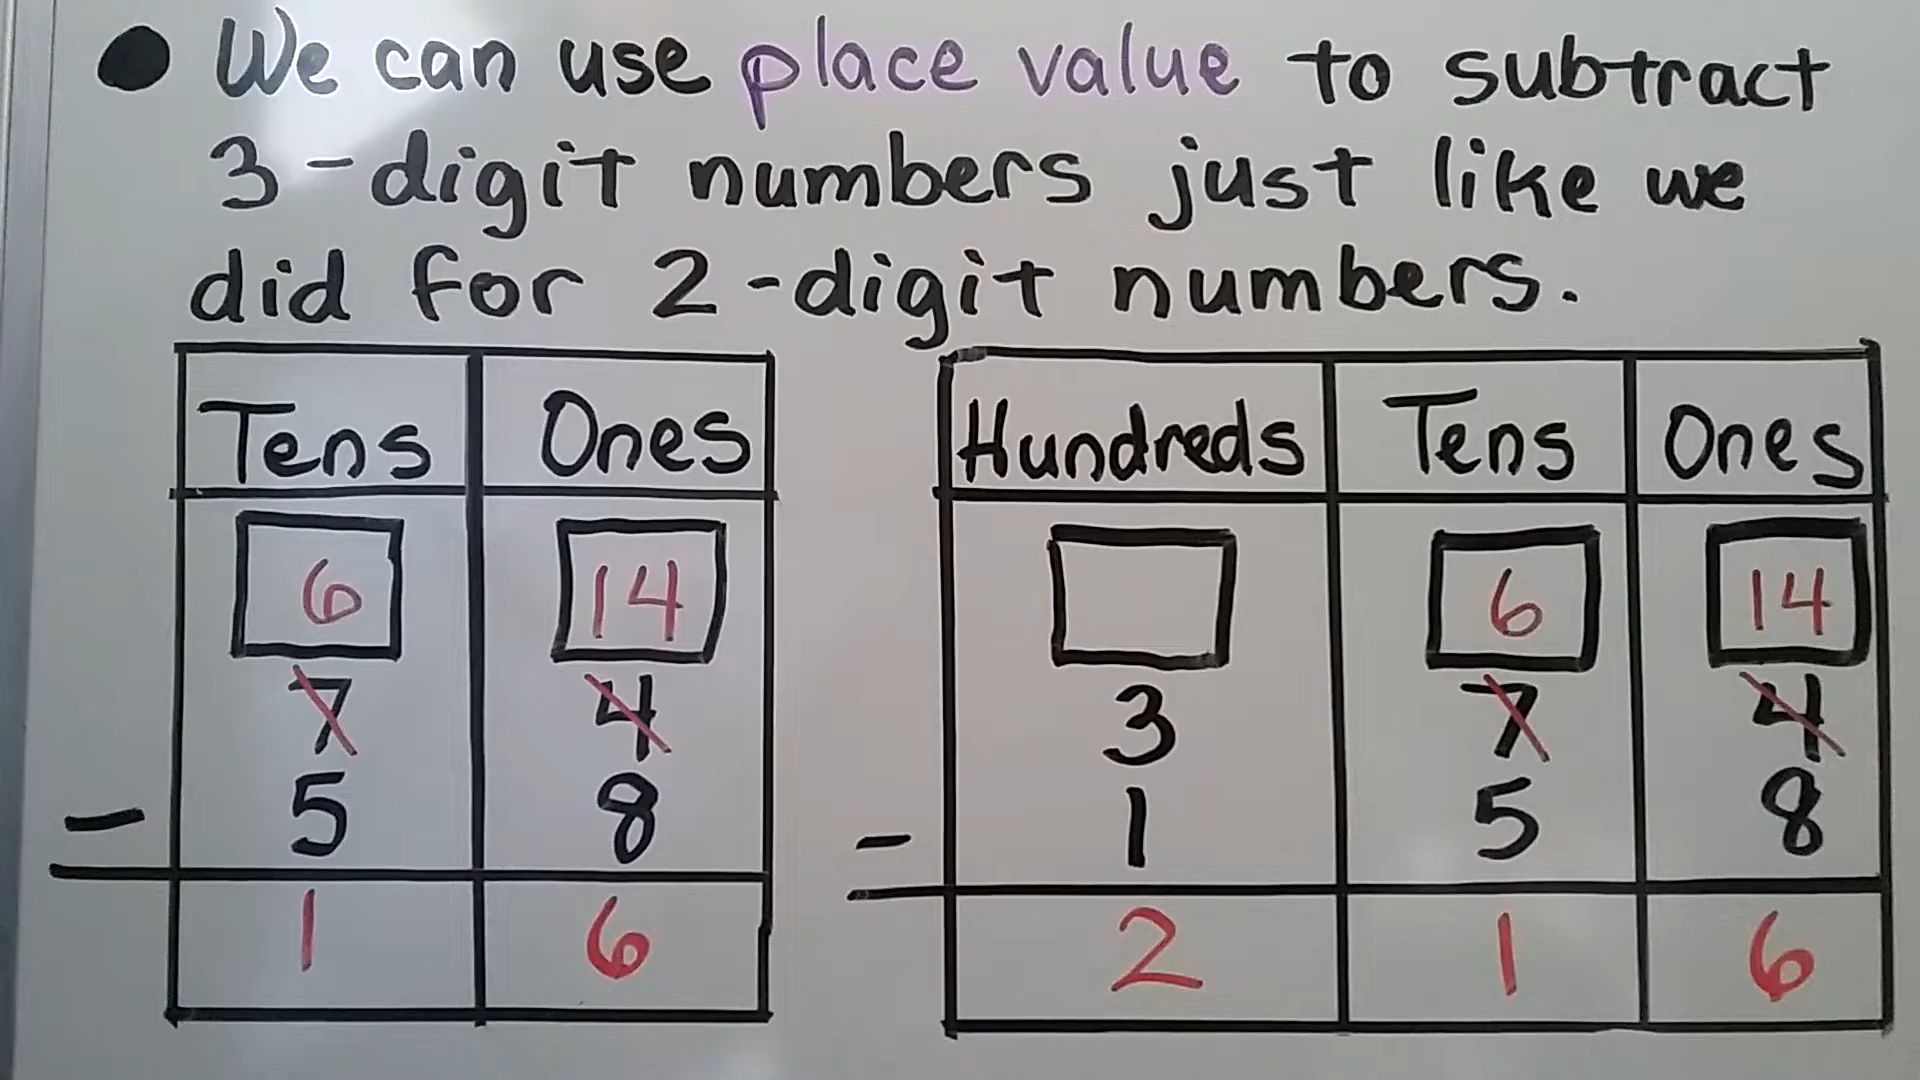 ● We can use place value to subtract
3-digit numbers just like we
did for 2-digit numbers.
Tens Ones
6 14
7 4
- 5 8
1 6
Hundreds Tens Ones
6 14
3 7 4
- 1 5 8
2 1 6